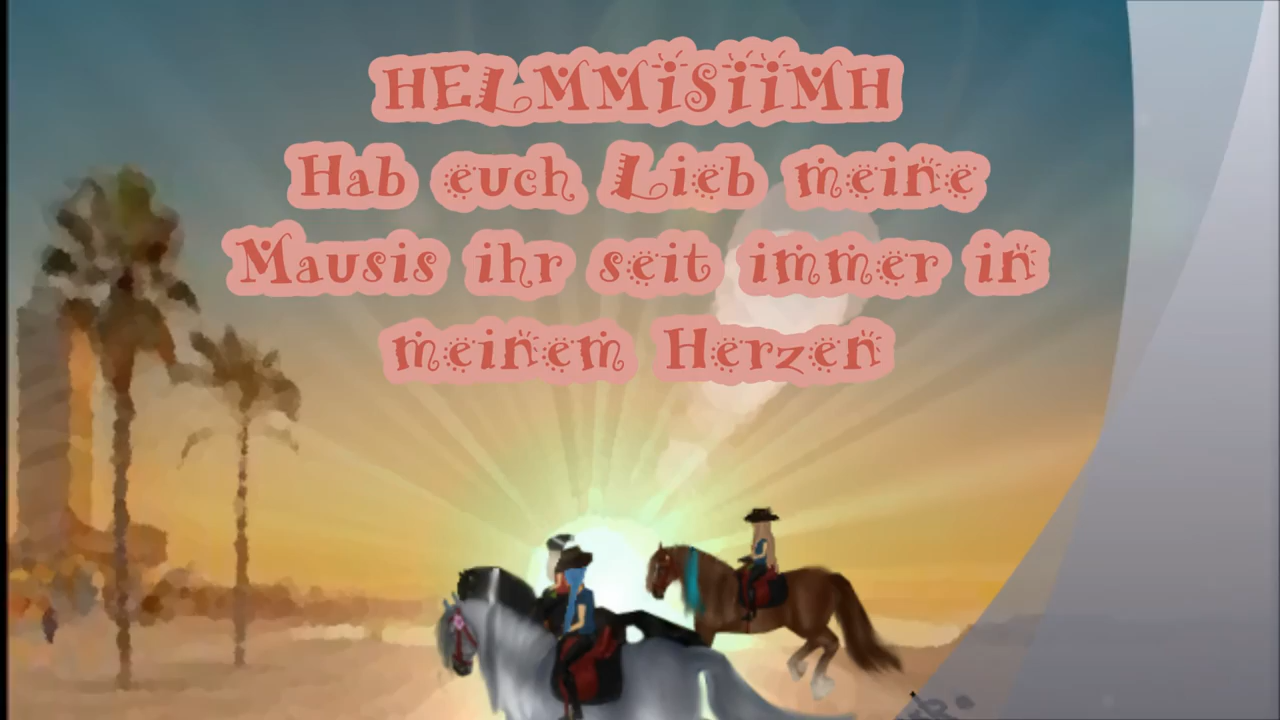 HELMMiSiiMH
Hab euch Lieb meine
Mausis ihr seit immer in
meinem Herzen